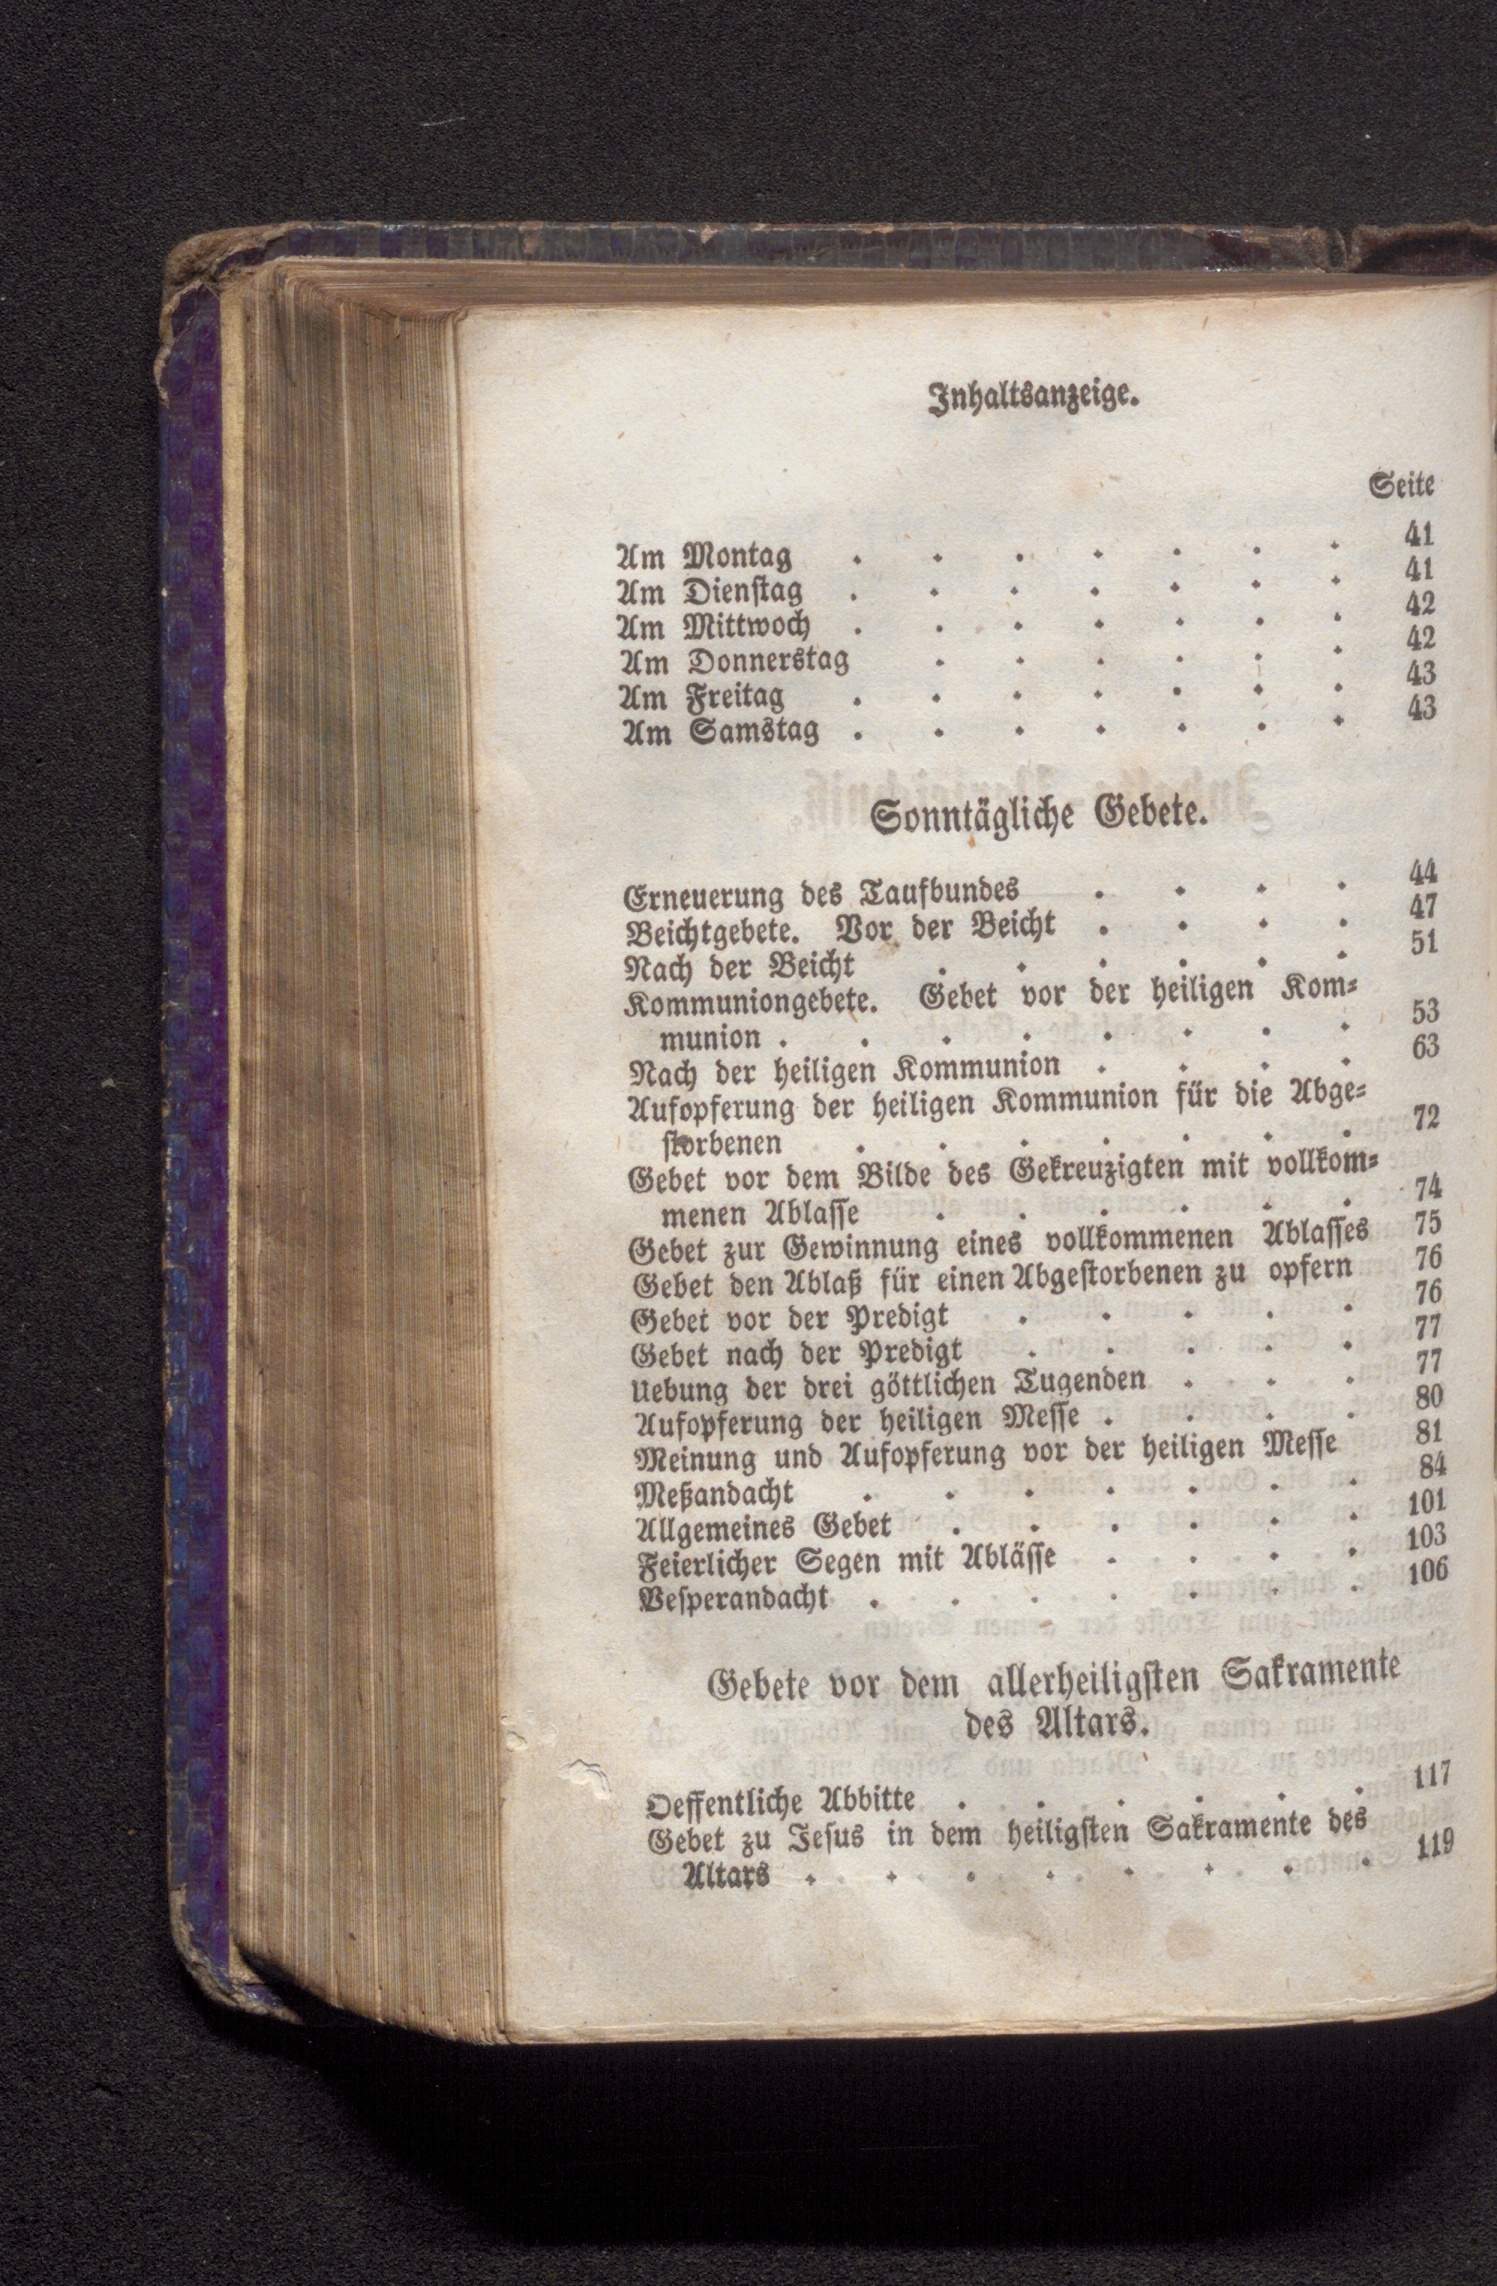 Inhaltsanzeige.
Seite
Am Montag . . . . . . . 41
Am Dienstag . . . . . . . 41
Am Mittwoch . . . . . . . 42
Am Donnerstag . . . . . . 42
Am Freitag . . . . . . . 43
Am Samstag . . . . . . . 43
Sonntägliche Gebete.
Erneuerung des Taufbundes . . . . 44
Beichtgebete. Vor der Beicht . . . . 47
Nach der Beicht . . . . . . 51
Kommuniongebete. Gebet vor der heiligen Kom-
munion . . . . . . . . 53
Nach der heiligen Kommunion . . . . 63
Aufopferung der heiligen Kommunion für die Abge-
storbenen . . . . . . . 72
Gebet vor dem Bilde des Gekreuzigten mit vollkom-
menen Ablasse . . . . . . 74
Gebet zur Gewinnung eines vollkommenen Ablasses 75
Gebet den Ablaß für einen Abgestorbenen zu opfern 76
Gebet vor der Predigt . . . . . 76
Gebet nach der Predigt . . . . . 77
Uebung der drei göttlichen Tugenden . . . 77
Aufopferung der heiligen Messe . . . . 80
Meinung und Aufopferung vor der heiligen Messe 81
Meßandacht . . . . . . . 84
Allgemeines Gebet . . . . . . 101
Feierlicher Segen mit Ablässe . . . . 103
Vesperandacht . . . . . . . 106
Gebete vor dem allerheiligsten Sakramente
des Altars.
Oeffentliche Abbitte . . . . . . 117
Gebet zu Jesus in dem heiligsten Sakramente des
Altars . . . . . . . . 119